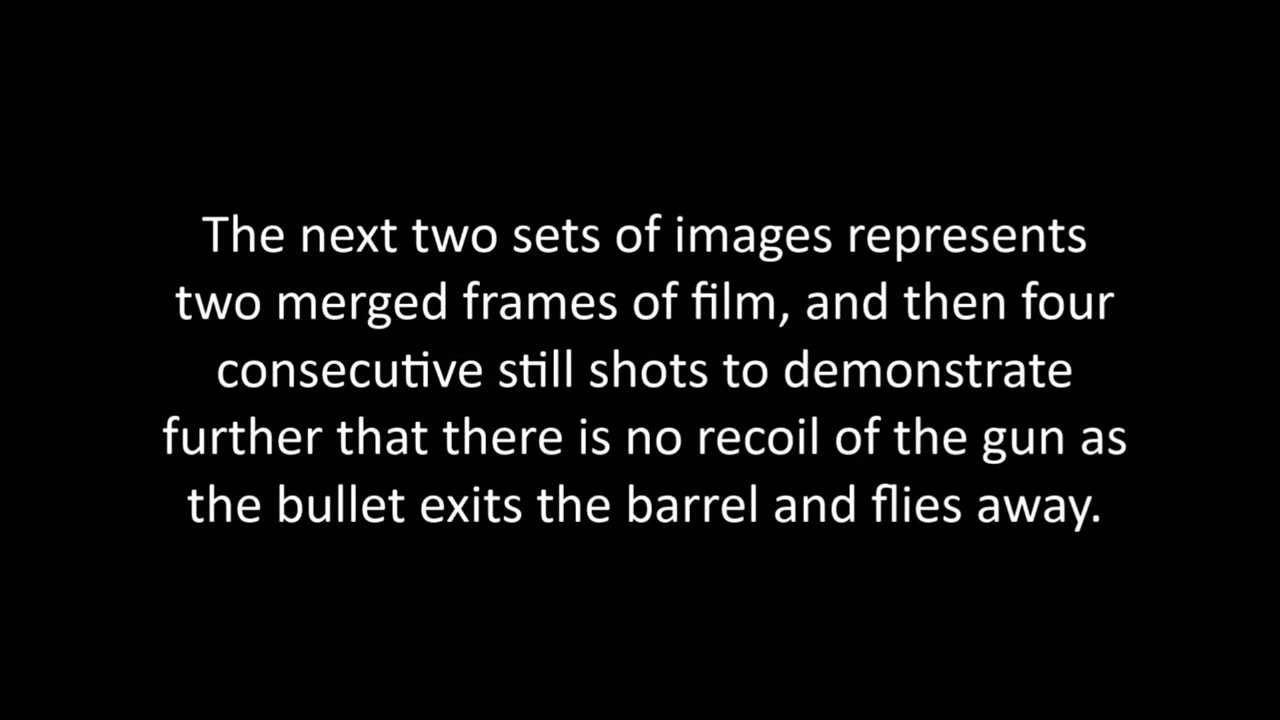 The next two sets of images represents
two merged frames of film, and then four
consecutive still shots to demonstrate
further that there is no recoil of the gun as
the bullet exits the barrel and flies away.